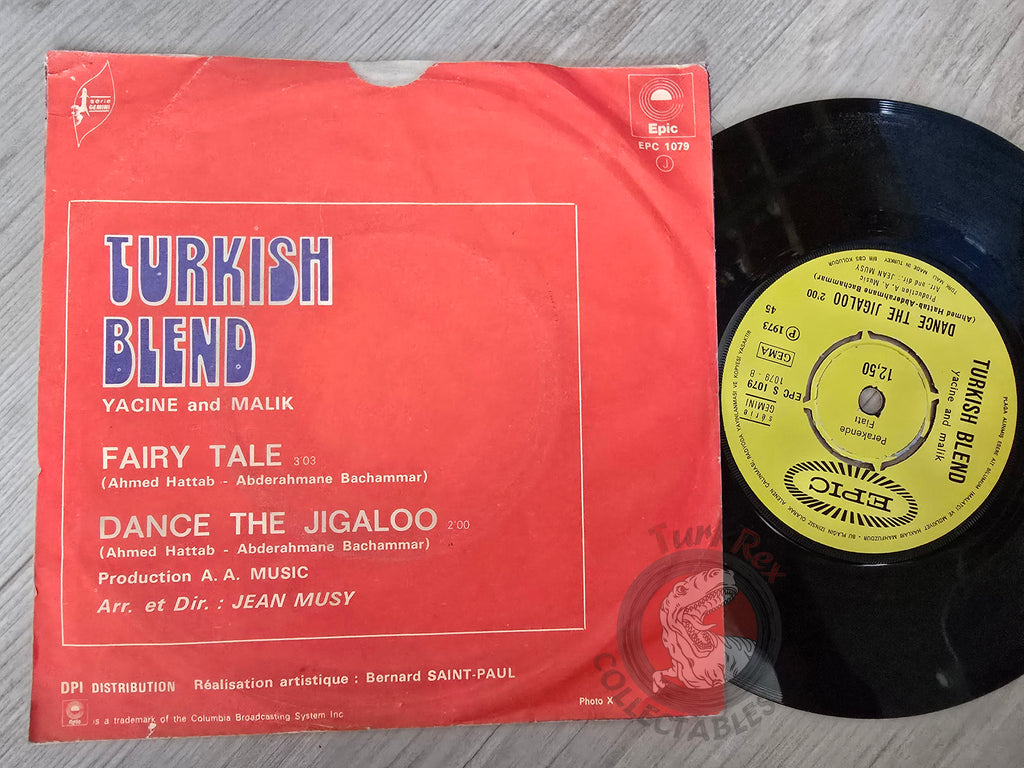 série
GEMINI
Epic
EPC 1079
J
TURKISH
BLEND
YACINE and MALIK
FAIRY TALE 3'03
(Ahmed Hattab - Abderahmane Bachammar)
DANCE THE JIGALOO 2'00
(Ahmed Hattab - Abderahmane Bachammar)
Production A. A. MUSIC
Arr. et Dir. : JEAN MUSY
DPI DISTRIBUTION Réalisation artistique : Bernard SAINT-PAUL
Epic is a trademark of the Columbia Broadcasting System Inc
Photo X
EPIC
Perakende
Fiatı
12,50
série
GEMINI
EPC S 1079
1079 - B
GEMA
P 1973
45
TURKISH BLEND
Yacine and malik
DANCE THE JIGALOO 2'00
(Ahmed Hattab-Abderahmane Bachammar)
Production A. A. Music
Arr. and dir.: JEAN MUSY
MADE IN TURKEY
Turk Rex
COLLECTABLES